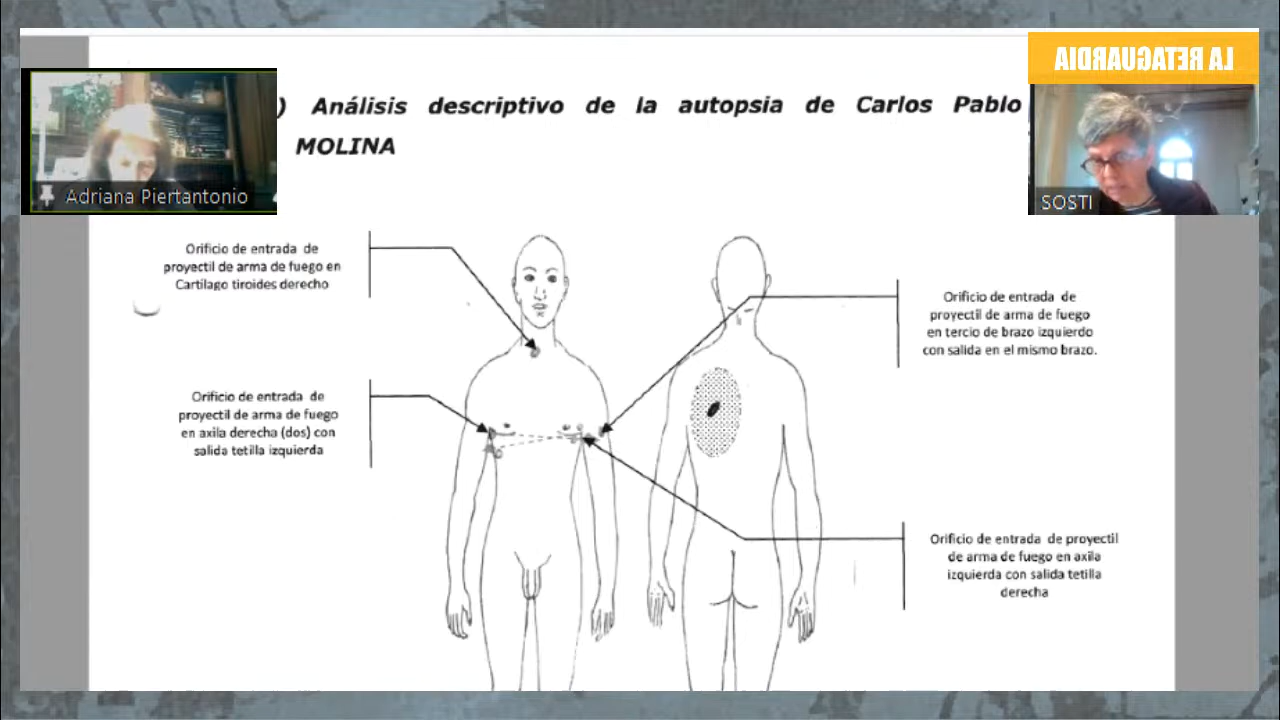 LA RETAGUARDIA
) Análisis descriptivo de la autopsia de Carlos Pablo
MOLINA
Adriana Piertantonio
SOSTI
Orificio de entrada de
proyectil de arma de fuego en
Cartilago tiroides derecho
Orificio de entrada de
proyectil de arma de fuego
en axila derecha (dos) con
salida tetilla izquierda
Orificio de entrada de
proyectil de arma de fuego
en tercio de brazo izquierdo
con salida en el mismo brazo.
Orificio de entrada de proyectil
de arma de fuego en axila
izquierda con salida tetilla
derecha